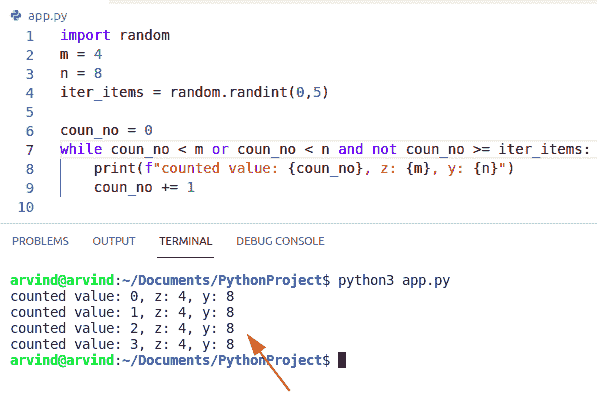 app.py
1 import random
2 m = 4
3 n = 8
4 iter_items = random.randint(0,5)
5
6 coun_no = 0
7 while coun_no < m or coun_no < n and not coun_no >= iter_items:
8     print(f"counted value: {coun_no}, z: {m}, y: {n}")
9     coun_no += 1
10
PROBLEMS OUTPUT TERMINAL DEBUG CONSOLE
arvind@arvind:~/Documents/PythonProject$ python3 app.py
counted value: 0, z: 4, y: 8
counted value: 1, z: 4, y: 8
counted value: 2, z: 4, y: 8
counted value: 3, z: 4, y: 8
arvind@arvind:~/Documents/PythonProject$